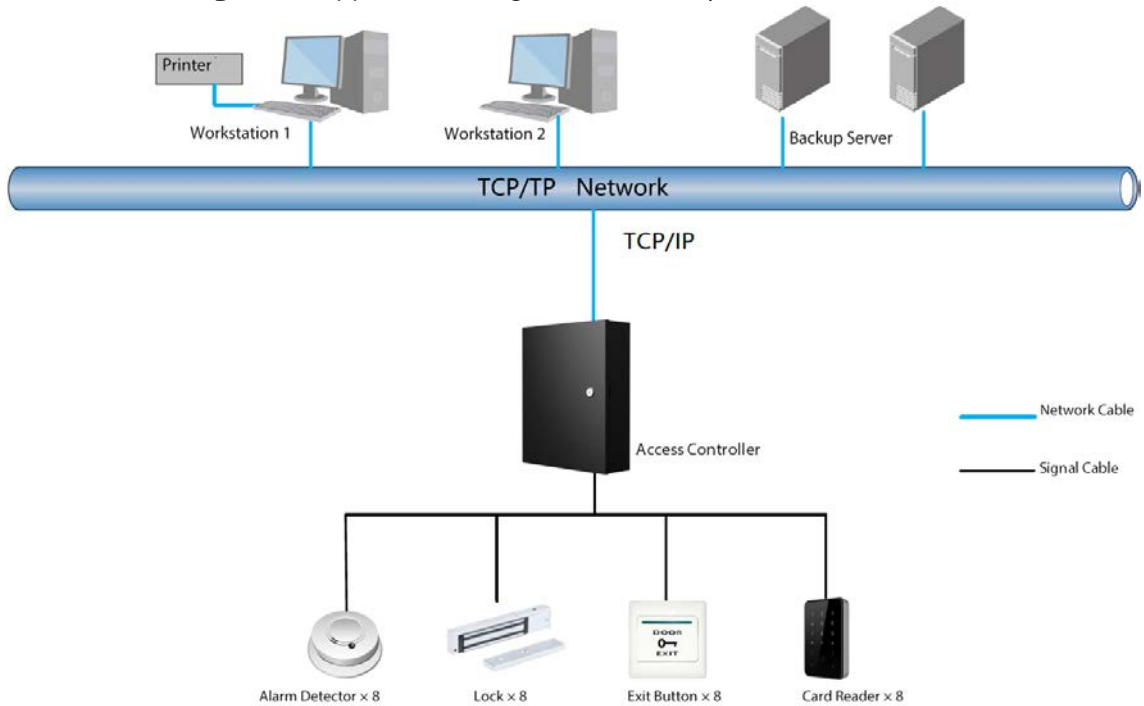 Printer
Workstation 1
Workstation 2
Backup Server
TCP/TP Network
TCP/IP
Access Controller
Network Cable
Signal Cable
DOOR
EXIT
Alarm Detector × 8
Lock × 8
Exit Button × 8
Card Reader × 8